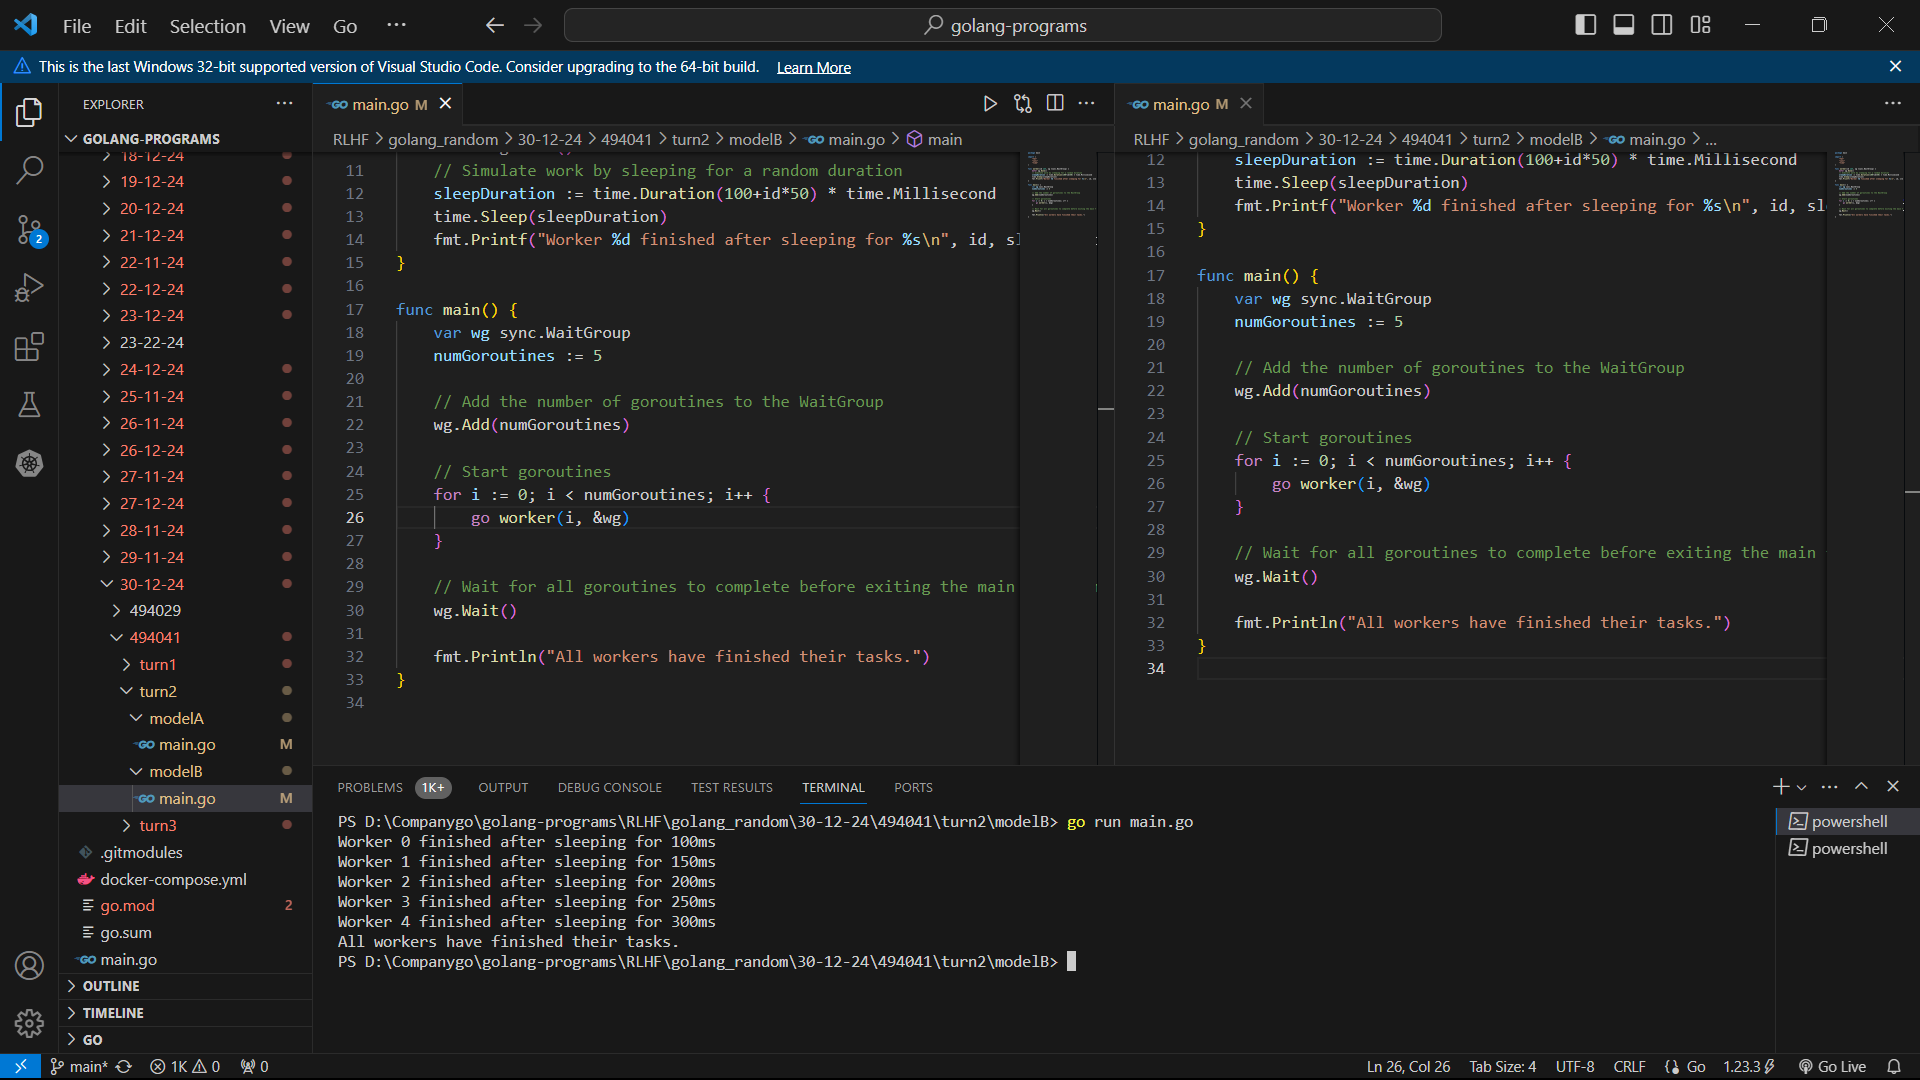 File Edit Selection View Go ···
golang-programs
This is the last Windows 32-bit supported version of Visual Studio Code. Consider upgrading to the 64-bit build. Learn More
EXPLORER
GOLANG-PROGRAMS
18-12-24
19-12-24
20-12-24
21-12-24
22-11-24
22-12-24
23-12-24
23-22-24
24-12-24
25-11-24
26-11-24
26-12-24
27-11-24
27-12-24
28-11-24
29-11-24
30-12-24
494029
494041
turn1
turn2
modelA
main.go M
modelB
main.go M
turn3
.gitmodules
docker-compose.yml
go.mod 2
go.sum
main.go
OUTLINE
TIMELINE
GO
2
main.go M
RLHF > golang_random > 30-12-24 > 494041 > turn2 > modelB > main.go > main
11 // Simulate work by sleeping for a random duration
12 sleepDuration := time.Duration(100+id*50) * time.Millisecond
13 time.Sleep(sleepDuration)
14 fmt.Printf("Worker %d finished after sleeping for %s\n", id, sl
15 }
16
17 func main() {
18 var wg sync.WaitGroup
19 numGoroutines := 5
20
21 // Add the number of goroutines to the WaitGroup
22 wg.Add(numGoroutines)
23
24 // Start goroutines
25 for i := 0; i < numGoroutines; i++ {
26 go worker(i, &wg)
27 }
28
29 // Wait for all goroutines to complete before exiting the main
30 wg.Wait()
31
32 fmt.Println("All workers have finished their tasks.")
33 }
34
main.go M
RLHF > golang_random > 30-12-24 > 494041 > turn2 > modelB > main.go > ...
12 sleepDuration := time.Duration(100+id*50) * time.Millisecond
13 time.Sleep(sleepDuration)
14 fmt.Printf("Worker %d finished after sleeping for %s\n", id, sl
15 }
16
17 func main() {
18 var wg sync.WaitGroup
19 numGoroutines := 5
20
21 // Add the number of goroutines to the WaitGroup
22 wg.Add(numGoroutines)
23
24 // Start goroutines
25 for i := 0; i < numGoroutines; i++ {
26 go worker(i, &wg)
27 }
28
29 // Wait for all goroutines to complete before exiting the main
30 wg.Wait()
31
32 fmt.Println("All workers have finished their tasks.")
33 }
34
PROBLEMS 1K+ OUTPUT DEBUG CONSOLE TEST RESULTS TERMINAL PORTS
PS D:\Companygo\golang-programs\RLHF\golang_random\30-12-24\494041\turn2\modelB> go run main.go
Worker 0 finished after sleeping for 100ms
Worker 1 finished after sleeping for 150ms
Worker 2 finished after sleeping for 200ms
Worker 3 finished after sleeping for 250ms
Worker 4 finished after sleeping for 300ms
All workers have finished their tasks.
PS D:\Companygo\golang-programs\RLHF\golang_random\30-12-24\494041\turn2\modelB>
powershell
powershell
main* 1K 0 0 Ln 26, Col 26 Tab Size: 4 UTF-8 CRLF Go 1.23.3 Go Live